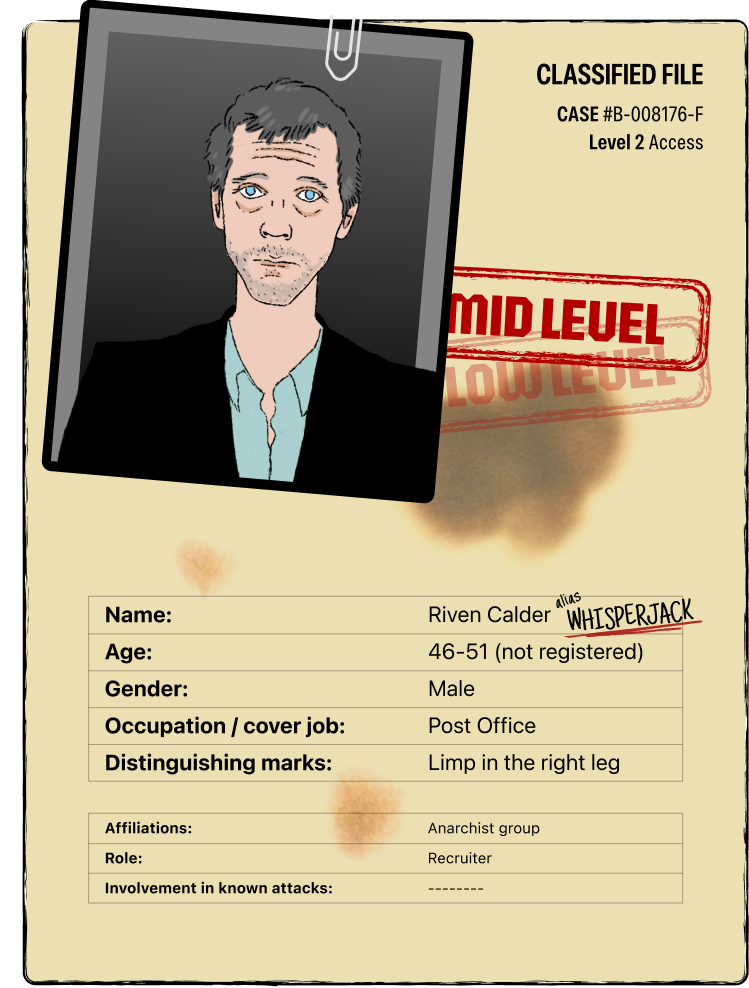 CLASSIFIED FILE
CASE #B-008176-F
Level 2 Access
MID LEVEL
LOW LEVEL
Name: Riven Calder alias WHISPERJACK
Age: 46-51 (not registered)
Gender: Male
Occupation / cover job: Post Office
Distinguishing marks: Limp in the right leg
Affiliations: Anarchist group
Role: Recruiter
Involvement in known attacks: --------